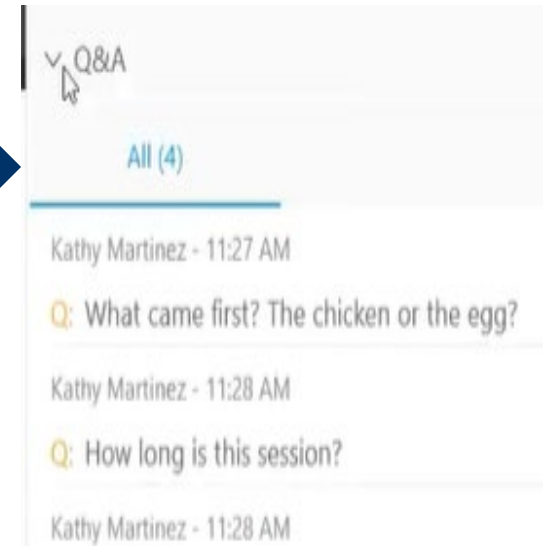 Q&A
All (4)
Kathy Martinez - 11:27 AM
Q: What came first? The chicken or the egg?
Kathy Martinez - 11:28 AM
Q: How long is this session?
Kathy Martinez - 11:28 AM